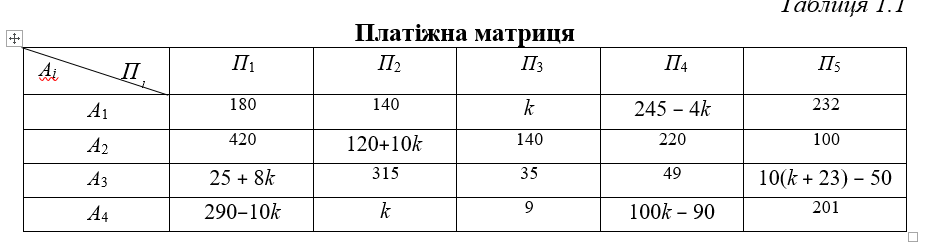 Таблиця 1.1
Платіжна матриця
Ai Пj П1 П2 П3 П4 П5
A1 180 140 k 245 − 4k 232
A2 420 120+10k 140 220 100
A3 25 + 8k 315 35 49 10(k + 23) − 50
A4 290−10k k 9 100k − 90 201